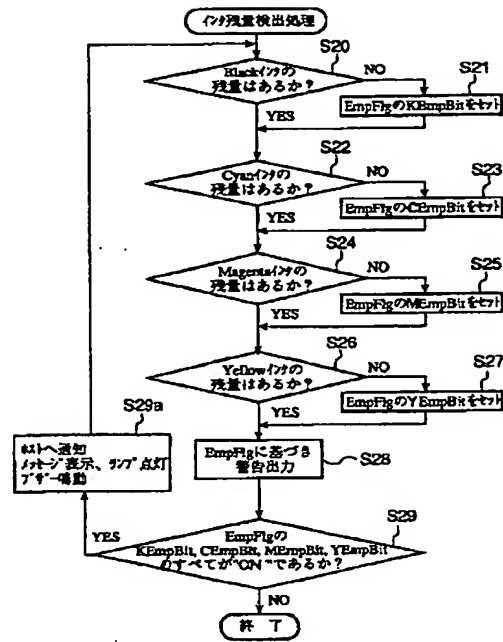 インク残量検出処理
S20
Blackインクの
残量はあるか?
NO
S21
EmpFlgのKEmpBitをセット
YES
S22
Cyanインクの
残量はあるか?
NO
S23
EmpFlgのCEmpBitをセット
YES
S24
Magentaインクの
残量はあるか?
NO
S25
EmpFlgのMEmpBitをセット
YES
S26
Yellowインクの
残量はあるか?
NO
S27
EmpFlgのYEmpBitをセット
YES
S28
EmpFlgに基づき
警告出力
S29a
ホストへ通知
メッセージ表示、ランプ点灯
ブザー鳴動
YES
S29
EmpFlgの
KEmpBit, CEmpBit, MEmpBit, YEmpBit
のすべてが"ON"であるか?
NO
終 了